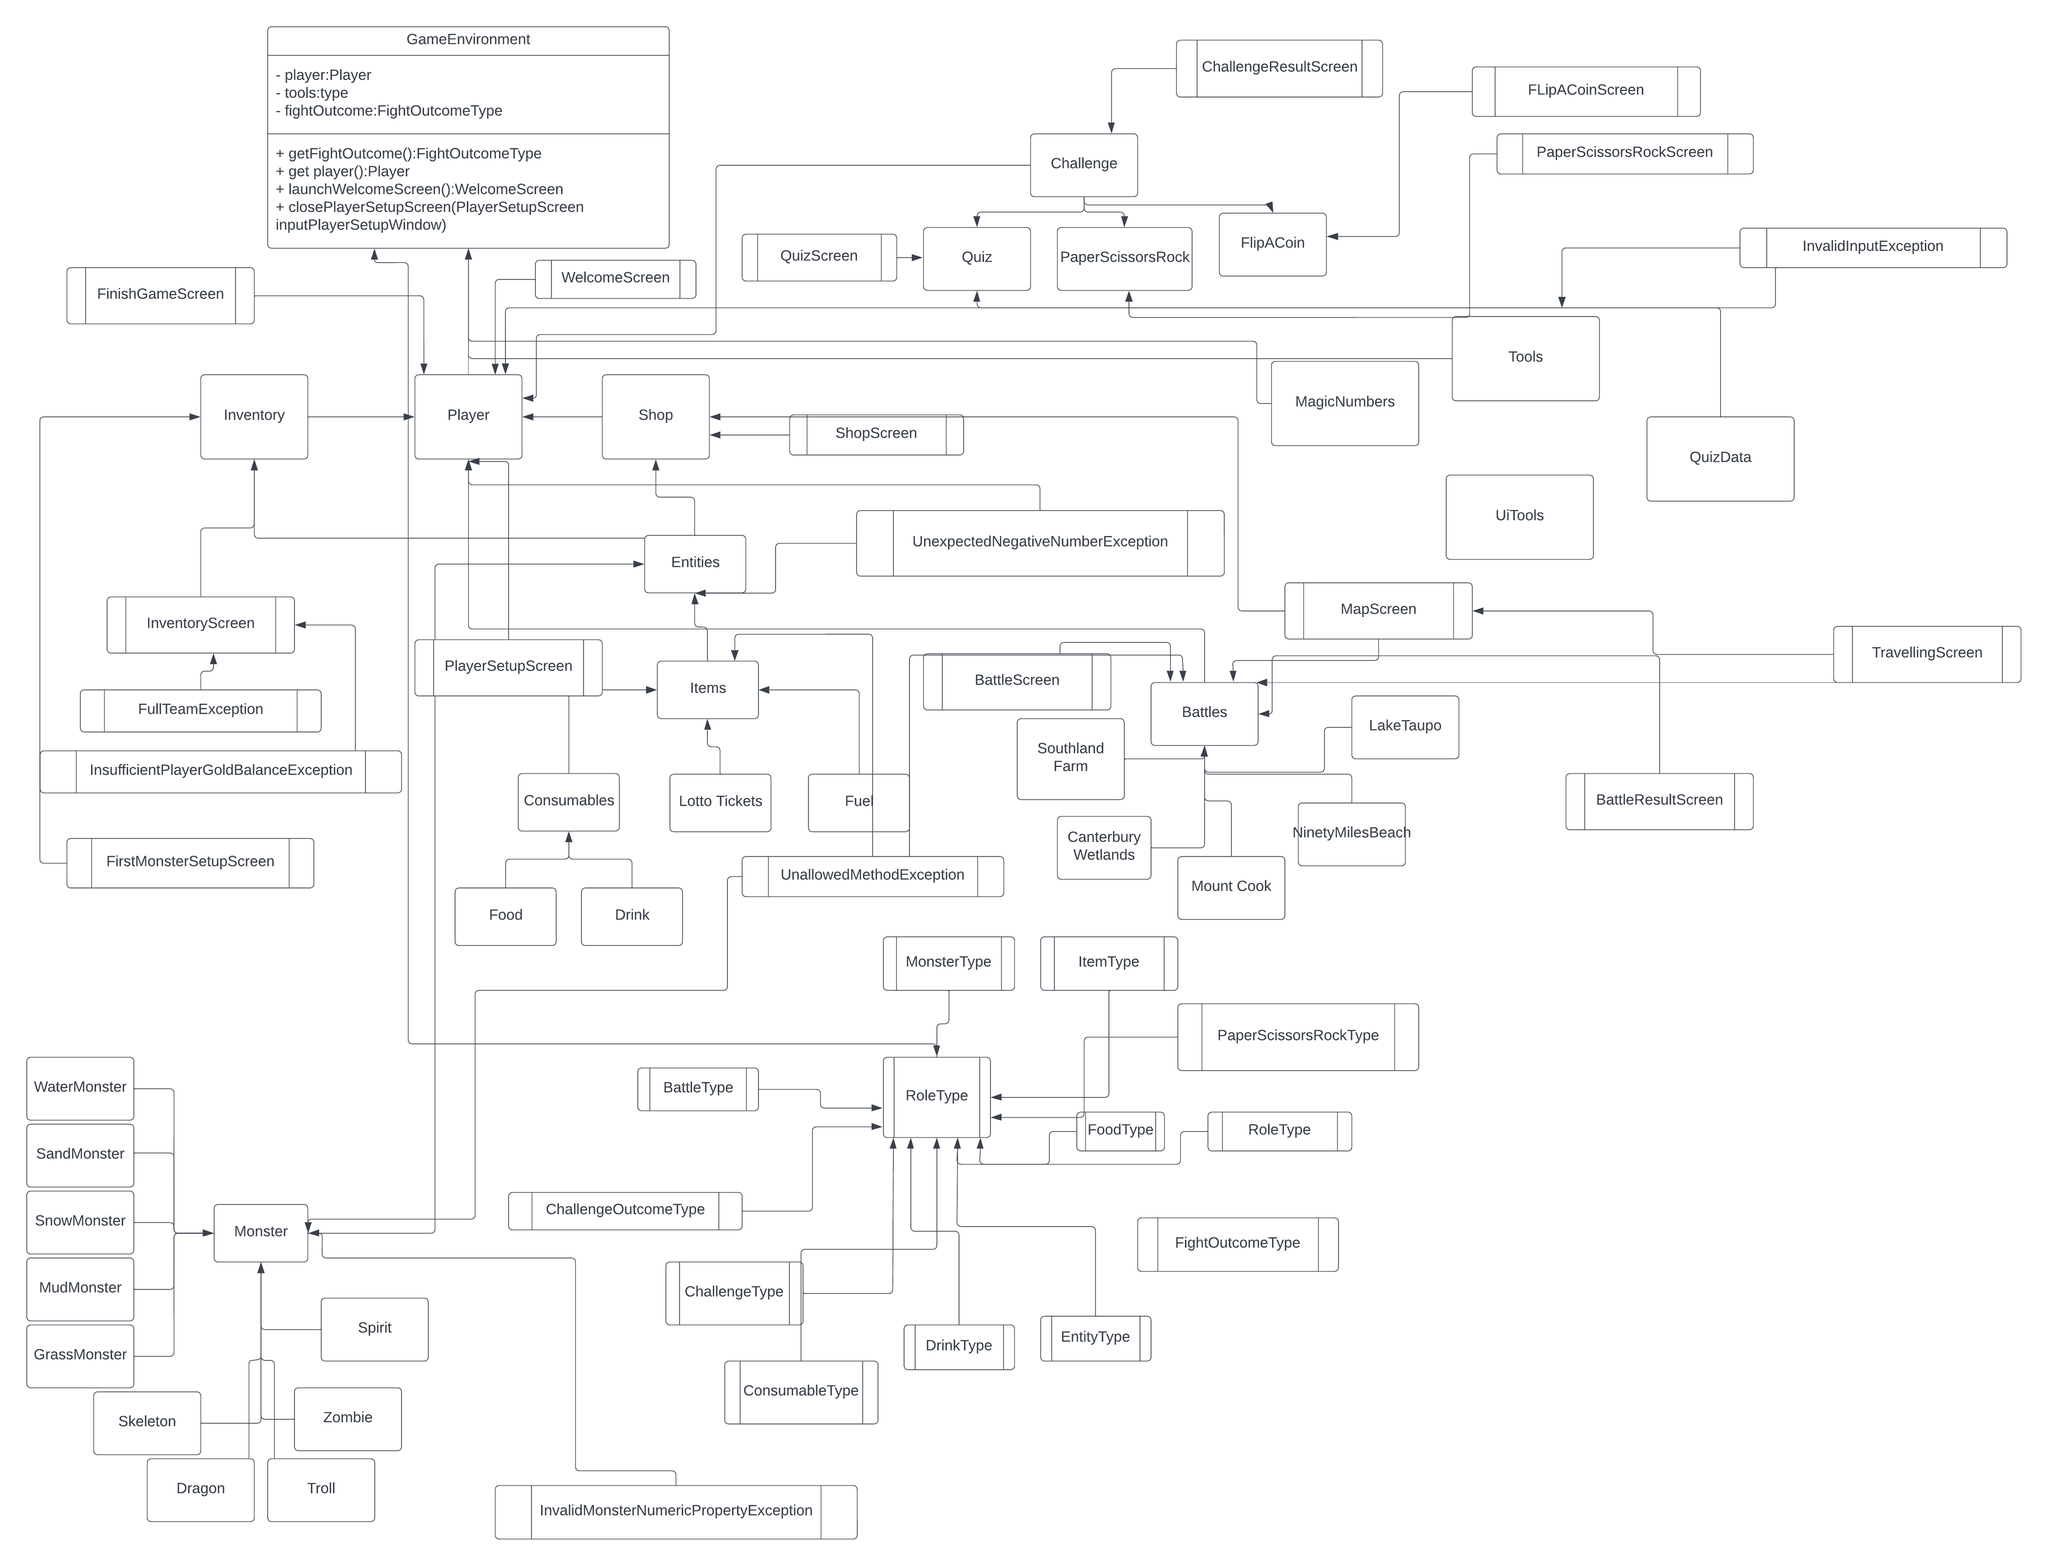 GameEnvironment
- player:Player
- tools:type
- fightOutcome:FightOutcomeType
+ getFightOutcome():FightOutcomeType
+ get player():Player
+ launchWelcomeScreen():WelcomeScreen
+ closePlayerSetupScreen(PlayerSetupScreen
inputPlayerSetupWindow)
ChallengeResultScreen
FLipACoinScreen
PaperScissorsRockScreen
Challenge
QuizScreen
Quiz
PaperScissorsRock
FlipACoin
InvalidInputException
FinishGameScreen
WelcomeScreen
Tools
MagicNumbers
Inventory
Player
Shop
ShopScreen
QuizData
UiTools
UnexpectedNegativeNumberException
Entities
InventoryScreen
MapScreen
TravellingScreen
PlayerSetupScreen
Items
BattleScreen
Battles
FullTeamException
LakeTaupo
Southland
Farm
InsufficientPlayerGoldBalanceException
Consumables
Lotto Tickets
Fuel
BattleResultScreen
NinetyMilesBeach
Canterbury
Wetlands
FirstMonsterSetupScreen
UnallowedMethodException
Mount Cook
Food
Drink
MonsterType
ItemType
PaperScissorsRockType
WaterMonster
BattleType
RoleType
FoodType
RoleType
SandMonster
SnowMonster
Monster
ChallengeOutcomeType
FightOutcomeType
MudMonster
ChallengeType
Spirit
DrinkType
EntityType
GrassMonster
ConsumableType
Skeleton
Zombie
Dragon
Troll
InvalidMonsterNumericPropertyException